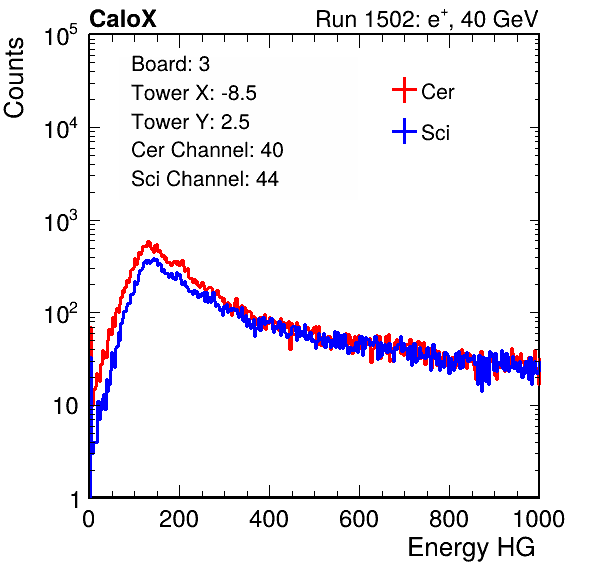 CaloX
Run 1502: e⁺, 40 GeV
Counts
10⁵
10⁴
10³
10²
10
1
Board: 3
Tower X: -8.5
Tower Y: 2.5
Cer Channel: 40
Sci Channel: 44
Cer
Sci
0 200 400 600 800 1000
Energy HG